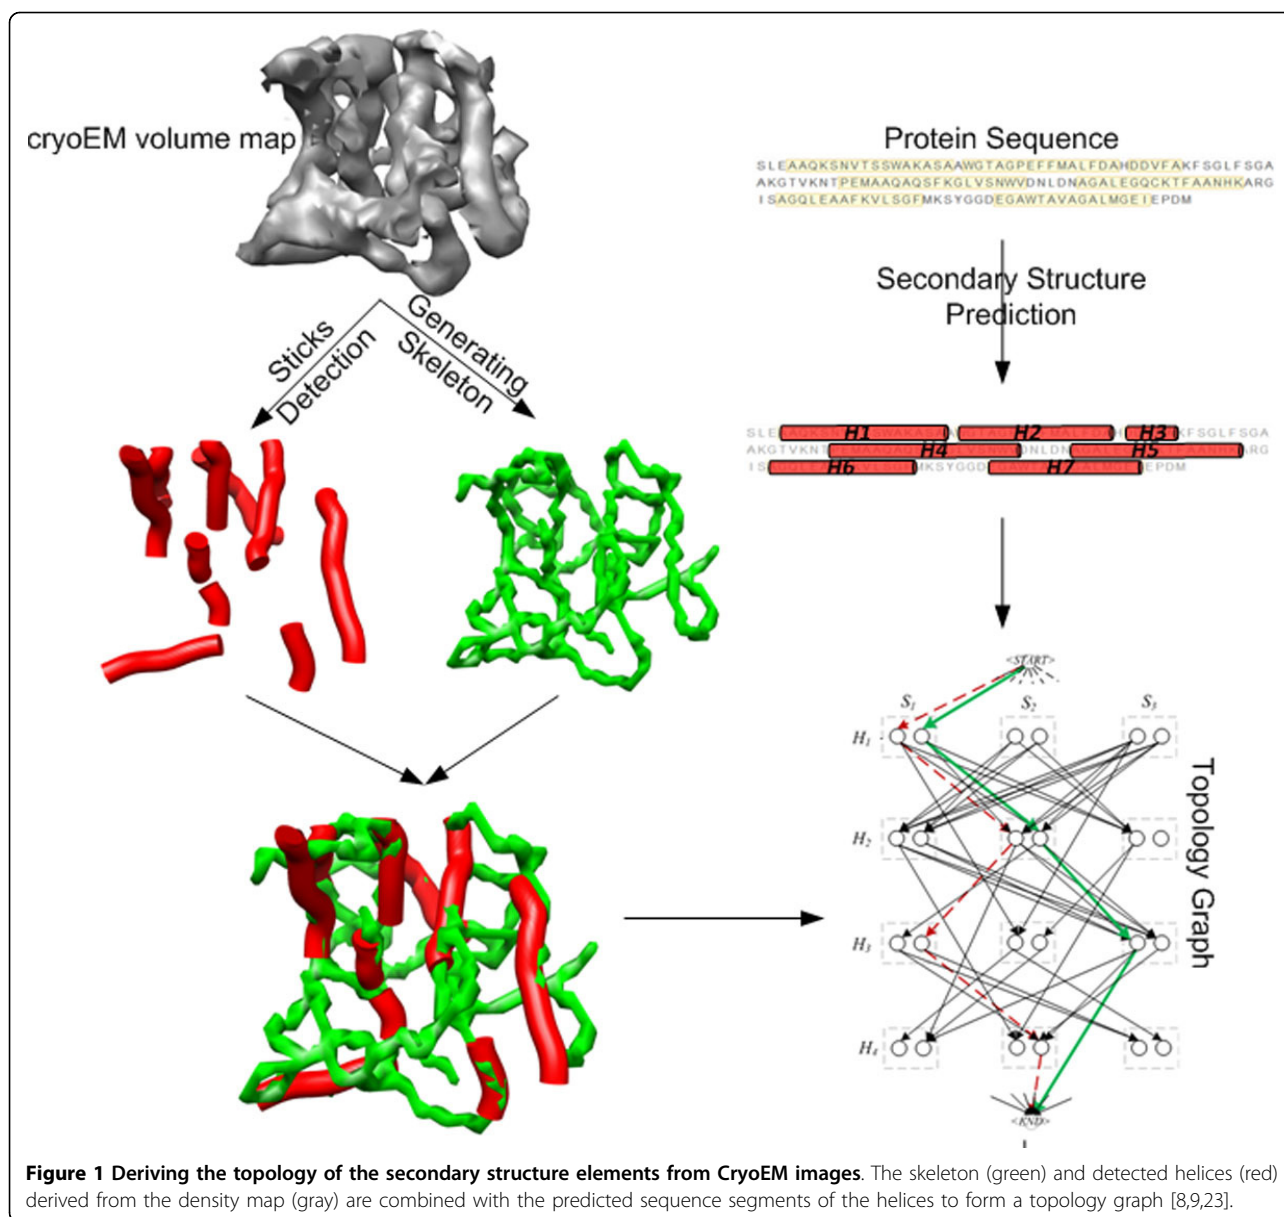 cryoEM volume map
Protein Sequence
SLEAAQKSNVTSSWAKASAAWGTAGPEFFMALFDAHDDVFAKFSGLFSGA
AKGTVKNTPEMAAQAQSFKGLVSNWVDNLDNAGALEGQCKTFAANHKARG
ISAGQLEAAFKVLSGFMKSYGGDEGAWTAVAGALMGEIEPDM
Secondary Structure
Prediction
Sticks
Detection
Generating
Skeleton
H1 H2 H3
H4 H5
H6 H7
<START>
S1 S2 S3
H1
H2
H3
H4
Topology Graph
Figure 1 Deriving the topology of the secondary structure elements from CryoEM images. The skeleton (green) and detected helices (red)
derived from the density map (gray) are combined with the predicted sequence segments of the helices to form a topology graph [8,9,23].